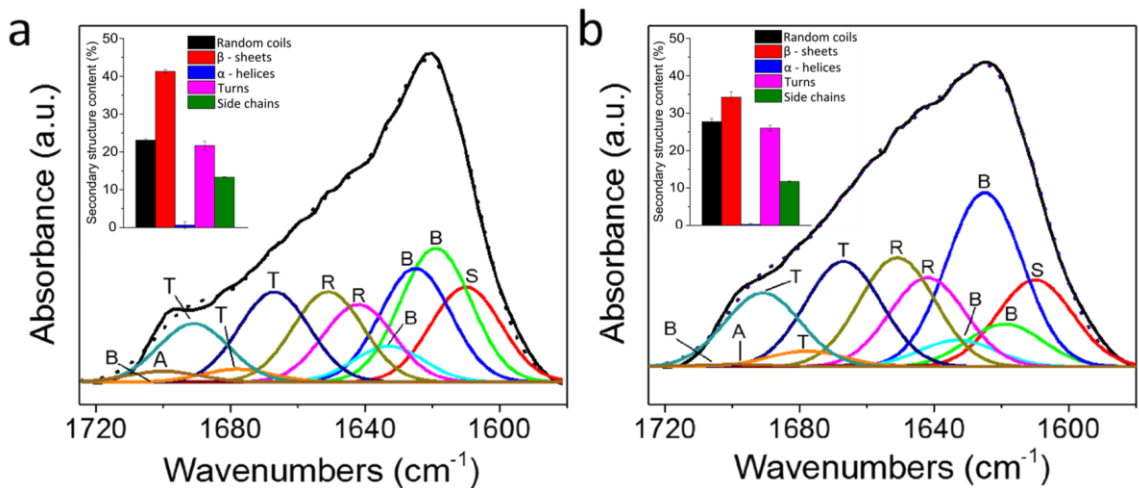 a
Absorbance (a.u.)
Secondary structure content (%)
50
40
30
20
10
0
Random coils
β - sheets
α - helices
Turns
Side chains
B
A
T
T
T
R
R
B
B
B
S
1720
1680
1640
1600
Wavenumbers (cm⁻¹)
b
Absorbance (a.u.)
Secondary structure content (%)
50
40
30
20
10
0
Random coils
β - sheets
α - helices
Turns
Side chains
B
A
T
T
T
R
R
B
B
B
S
1720
1680
1640
1600
Wavenumbers (cm⁻¹)